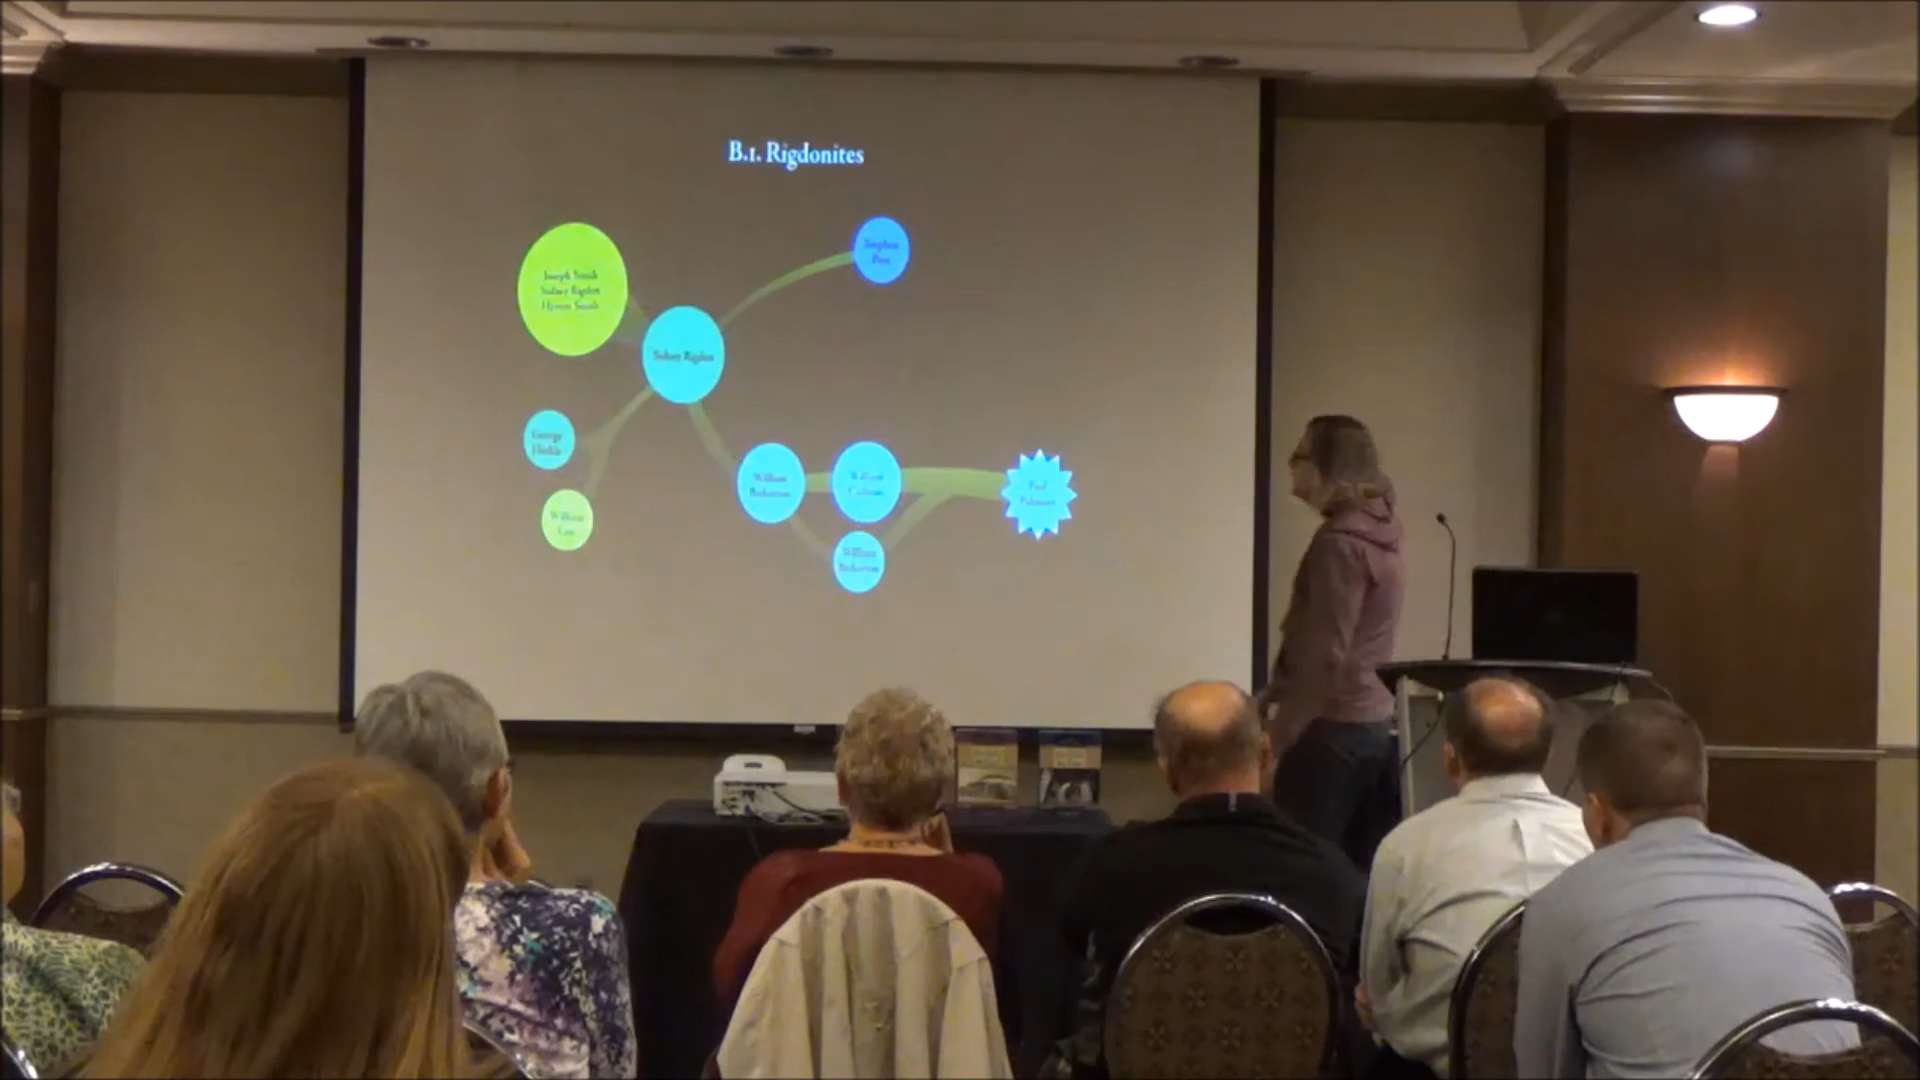 B.1. Rigdonites
Stephen
Post
Joseph Smith
Sidney Rigdon
Hyrum Smith
Sidney Rigdon
George
Hinkle
William
Bickerton
William
Paul
William
Law
William
Bickerton